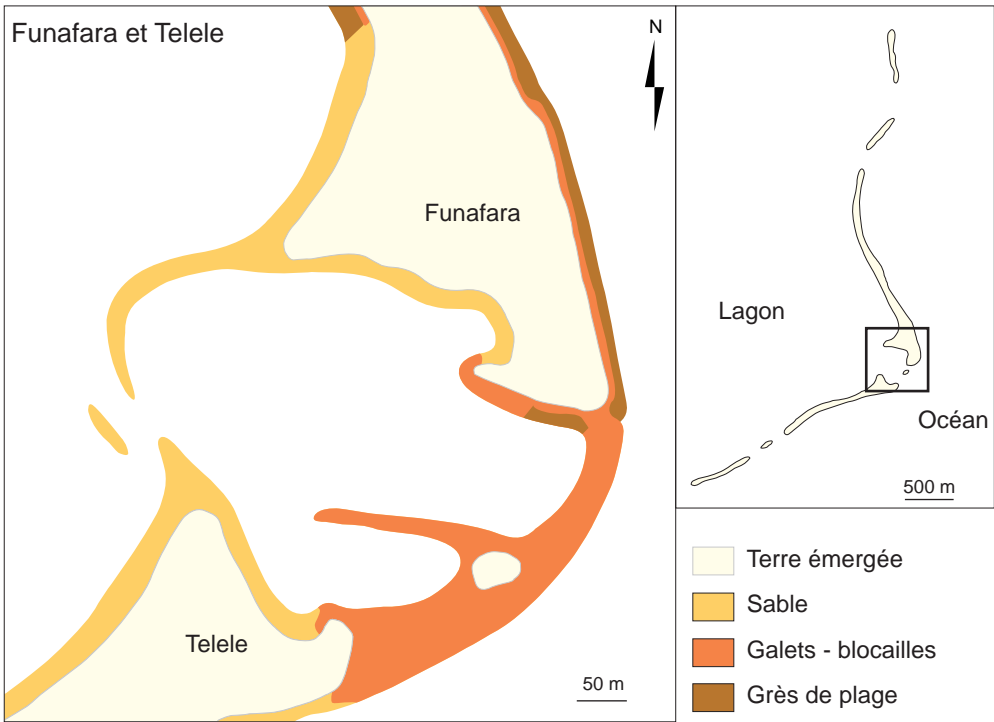 Funafara et Telele
N
Funafara
Telele
50 m
Lagon
Océan
500 m
Terre émergée
Sable
Galets - blocailles
Grès de plage